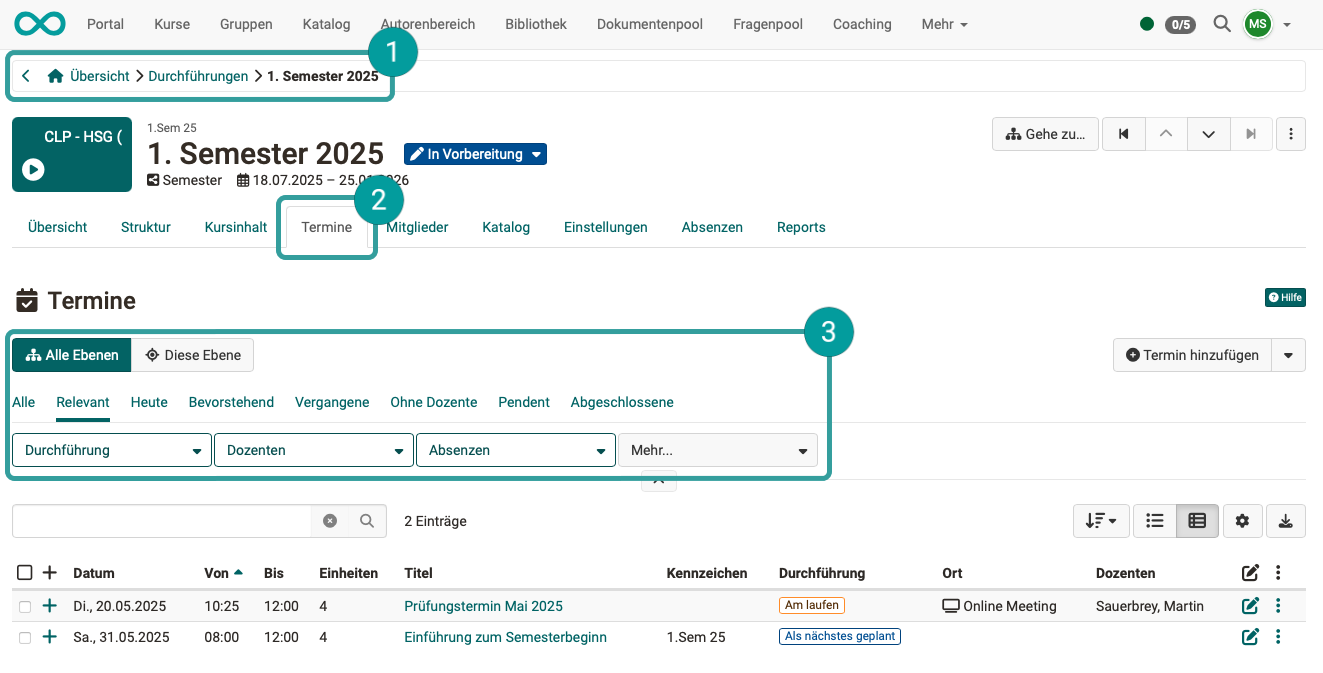 Portal Kurse Gruppen Katalog Autorenbereich Bibliothek Dokumentenpool Fragenpool Coaching Mehr 0/5 MS
1
Übersicht Durchführungen 1. Semester 2025
CLP - HSG (
1.Sem 25
1. Semester 2025 In Vorbereitung
Semester 18.07.2025 – 25.01.2026
Gehe zu...
2
Übersicht Struktur Kursinhalt Termine Mitglieder Katalog Einstellungen Absenzen Reports
Termine
Hilfe
3
Alle Ebenen Diese Ebene
Termin hinzufügen
Alle Relevant Heute Bevorstehend Vergangene Ohne Dozente Pendent Abgeschlossene
Durchführung Dozenten Absenzen Mehr...
2 Einträge
Datum Von Bis Einheiten Titel Kennzeichen Durchführung Ort Dozenten
Di., 20.05.2025 10:25 12:00 4 Prüfungstermin Mai 2025 Am laufen Online Meeting Sauerbrey, Martin
Sa., 31.05.2025 08:00 12:00 4 Einführung zum Semesterbeginn 1.Sem 25 Als nächstes geplant